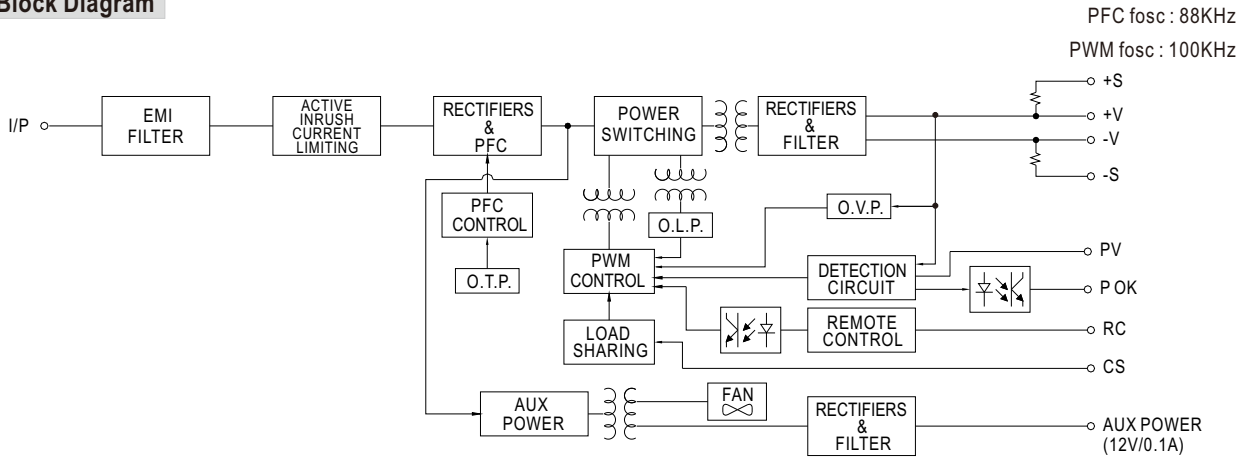 Block Diagram
PFC fosc : 88KHz
PWM fosc : 100KHz
I/P
EMI
FILTER
ACTIVE
INRUSH
CURRENT
LIMITING
RECTIFIERS
&
PFC
POWER
SWITCHING
RECTIFIERS
&
FILTER
+S
+V
-V
-S
PFC
CONTROL
O.T.P.
O.L.P.
O.V.P.
PWM
CONTROL
DETECTION
CIRCUIT
PV
P OK
LOAD
SHARING
REMOTE
CONTROL
RC
CS
AUX
POWER
FAN
RECTIFIERS
&
FILTER
AUX POWER
(12V/0.1A)